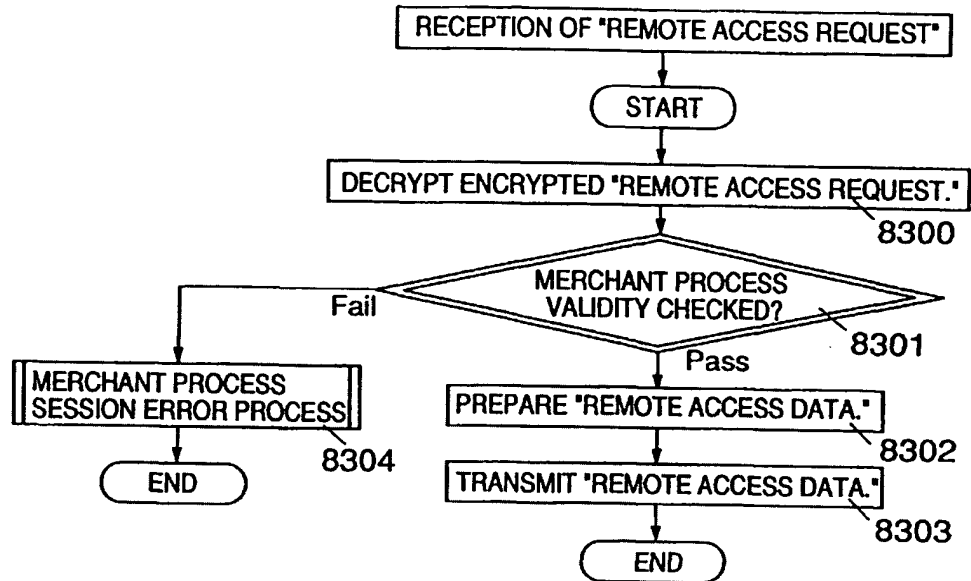 RECEPTION OF "REMOTE ACCESS REQUEST"
START
DECRYPT ENCRYPTED "REMOTE ACCESS REQUEST."
8300
MERCHANT PROCESS
VALIDITY CHECKED?
8301
Fail
Pass
MERCHANT PROCESS
SESSION ERROR PROCESS
8304
END
PREPARE "REMOTE ACCESS DATA."
8302
TRANSMIT "REMOTE ACCESS DATA."
8303
END